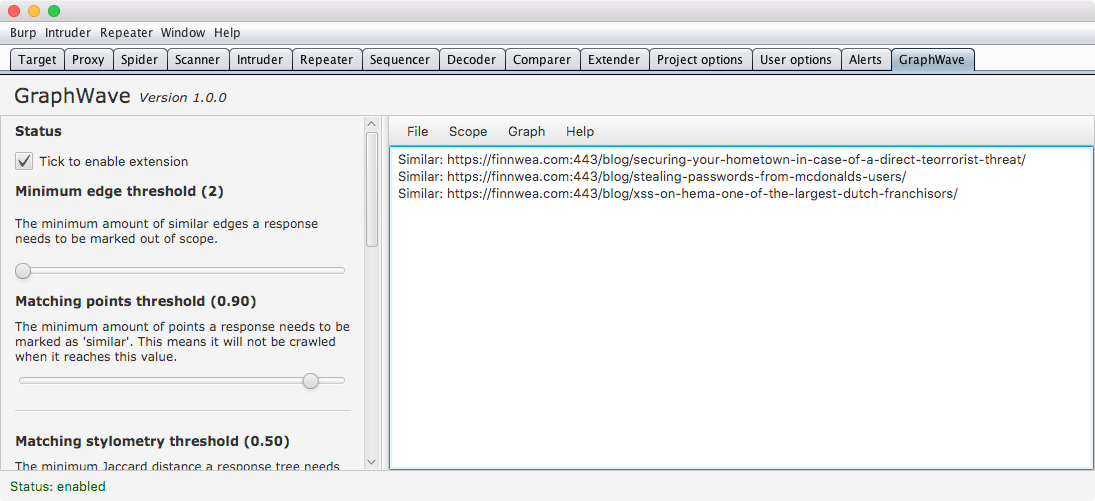 Burp Intruder Repeater Window Help
Target Proxy Spider Scanner Intruder Repeater Sequencer Decoder Comparer Extender Project options User options Alerts GraphWave
GraphWave Version 1.0.0
Status
Tick to enable extension
Minimum edge threshold (2)
The minimum amount of similar edges a response
needs to be marked out of scope.
Matching points threshold (0.90)
The minimum amount of points a response needs to be
marked as 'similar'. This means it will not be crawled
when it reaches this value.
Matching stylometry threshold (0.50)
The minimum Jaccard distance a response tree needs
File Scope Graph Help
Similar: https://finnwea.com:443/blog/securing-your-hometown-in-case-of-a-direct-teorrorist-threat/
Similar: https://finnwea.com:443/blog/stealing-passwords-from-mcdonalds-users/
Similar: https://finnwea.com:443/blog/xss-on-hema-one-of-the-largest-dutch-franchisors/
Status: enabled